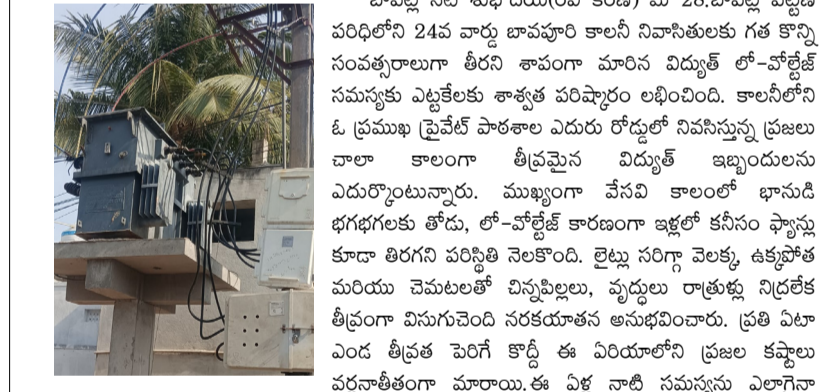 పరిధిలోని 24వ వార్డు బావపూరి కాలనీ నివాసితులకు గత కొన్ని
సంవత్సరాలుగా తీరని శాపంగా మారిన విద్యుత్ లో-వోల్టేజ్
సమస్యకు ఎట్టకేలకు శాశ్వత పరిష్కారం లభించింది. కాలనీలోని
ఓ ప్రముఖ ప్రైవేట్ పాఠశాల ఎదురు రోడ్డులో నివసిస్తున్న ప్రజలు
చాలా కాలంగా తీవ్రమైన విద్యుత్ ఇబ్బందులను
ఎదుర్కొంటున్నారు. ముఖ్యంగా వేసవి కాలంలో భానుడి
భగభగలకు తోడు, లో-వోల్టేజ్ కారణంగా ఇళ్లలో కనీసం ఫ్యాన్లు
కూడా తిరగని పరిస్థితి నెలకొంది. లైట్లు సరిగ్గా వెలక్క, ఉక్కపోత
మరియు చెమటలతో చిన్నపిల్లలు, వృద్ధులు రాత్రుళ్లు నిద్రలేక
తీవ్రంగా విసుగుచెంది నరకయాతన అనుభవించారు. ప్రతి ఏటా
ఎండ తీవ్రత పెరిగే కొద్దీ ఈ ఏరియాలోని ప్రజల కష్టాలు
వర్ణనాతీతంగా మారాయి.ఈ ఏళ్ల నాటి సమస్యను ఎలాగైనా